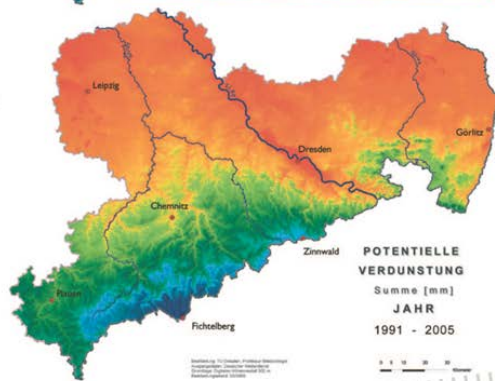 Leipzig
Görlitz
Dresden
Chemnitz
Zinnwald
Plauen
Fichtelberg
POTENTIELLE
VERDUNSTUNG
Summe [mm]
JAHR
1991 - 2005